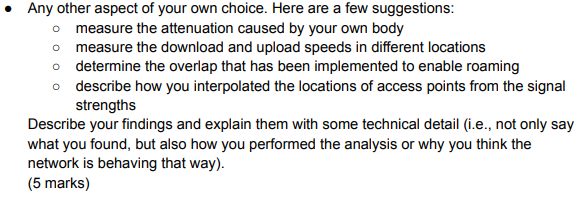 ● Any other aspect of your own choice. Here are a few suggestions:
○ measure the attenuation caused by your own body
○ measure the download and upload speeds in different locations
○ determine the overlap that has been implemented to enable roaming
○ describe how you interpolated the locations of access points from the signal
strengths
Describe your findings and explain them with some technical detail (i.e., not only say
what you found, but also how you performed the analysis or why you think the
network is behaving that way).
(5 marks)